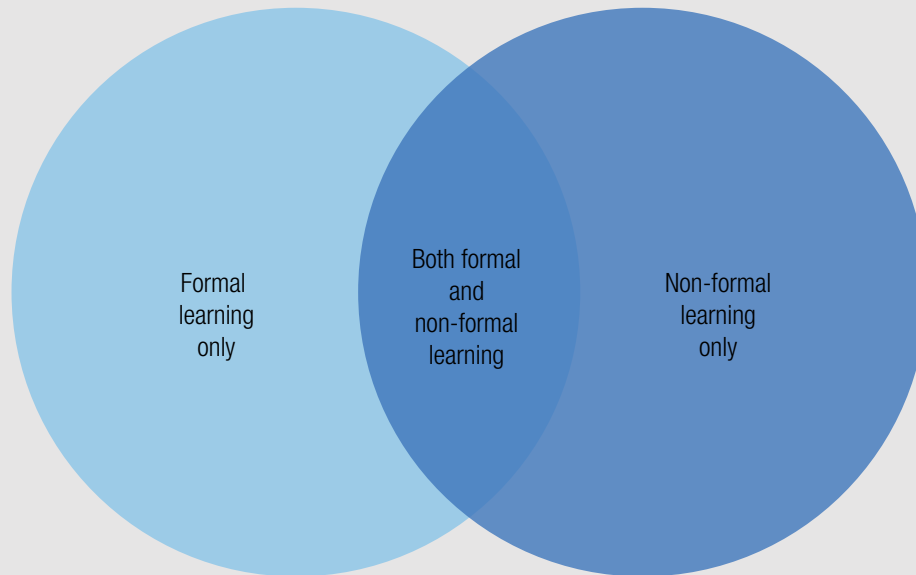 Formal
learning
only
Both formal
and
non-formal
learning
Non-formal
learning
only